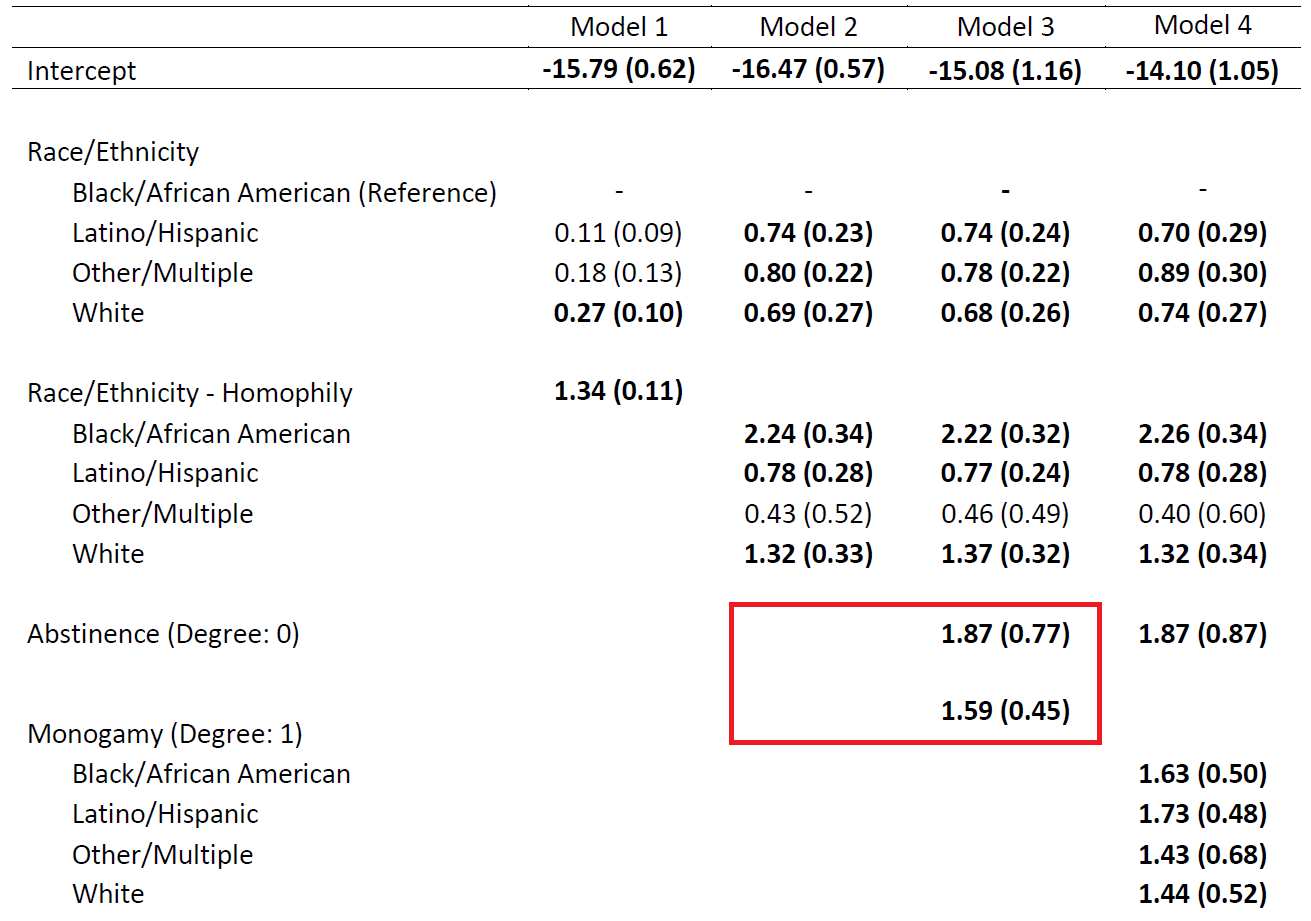 Model 1 Model 2 Model 3 Model 4
Intercept -15.79 (0.62) -16.47 (0.57) -15.08 (1.16) -14.10 (1.05)
Race/Ethnicity
Black/African American (Reference) - - - -
Latino/Hispanic 0.11 (0.09) 0.74 (0.23) 0.74 (0.24) 0.70 (0.29)
Other/Multiple 0.18 (0.13) 0.80 (0.22) 0.78 (0.22) 0.89 (0.30)
White 0.27 (0.10) 0.69 (0.27) 0.68 (0.26) 0.74 (0.27)
Race/Ethnicity - Homophily 1.34 (0.11)
Black/African American 2.24 (0.34) 2.22 (0.32) 2.26 (0.34)
Latino/Hispanic 0.78 (0.28) 0.77 (0.24) 0.78 (0.28)
Other/Multiple 0.43 (0.52) 0.46 (0.49) 0.40 (0.60)
White 1.32 (0.33) 1.37 (0.32) 1.32 (0.34)
Abstinence (Degree: 0) 1.87 (0.77) 1.87 (0.87)
1.59 (0.45)
Monogamy (Degree: 1)
Black/African American 1.63 (0.50)
Latino/Hispanic 1.73 (0.48)
Other/Multiple 1.43 (0.68)
White 1.44 (0.52)